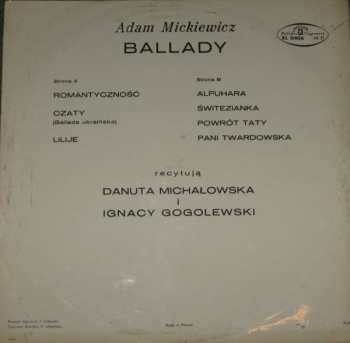 Adam Mickiewicz
BALLADY
Strona A
ROMANTYCZNOŚĆ
CZATY
(Ballada ukraińska)
LILIJE
Strona B
ALPUHARA
ŚWITEZIANKA
POWRÓT TATY
PANI TWARDOWSKA
recytują
DANUTA MICHAŁOWSKA
i
IGNACY GOGOLEWSKI
Made in Poland